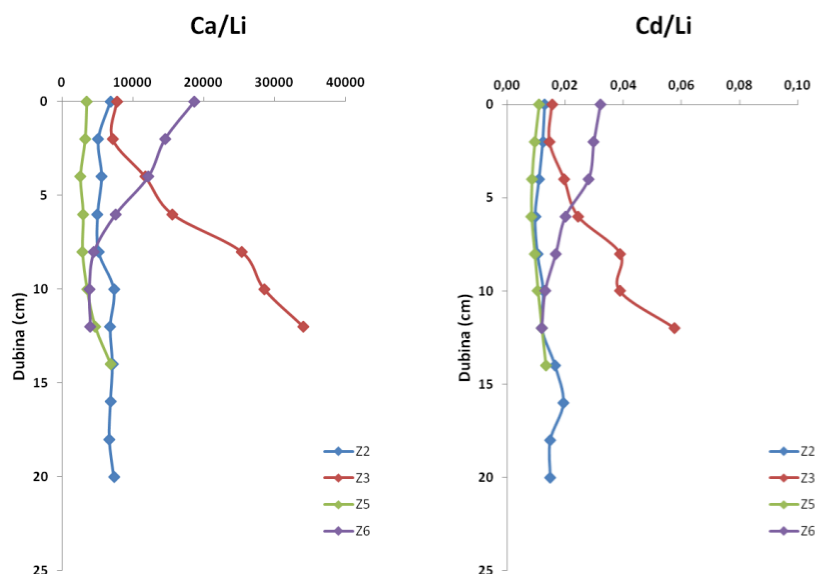 Ca/Li
0 10000 20000 30000 40000
0
5
10
15
20
25
Dubina (cm)
Z2
Z3
Z5
Z6
Cd/Li
0,00 0,02 0,04 0,06 0,08 0,10
0
5
10
15
20
25
Dubina (cm)
Z2
Z3
Z5
Z6